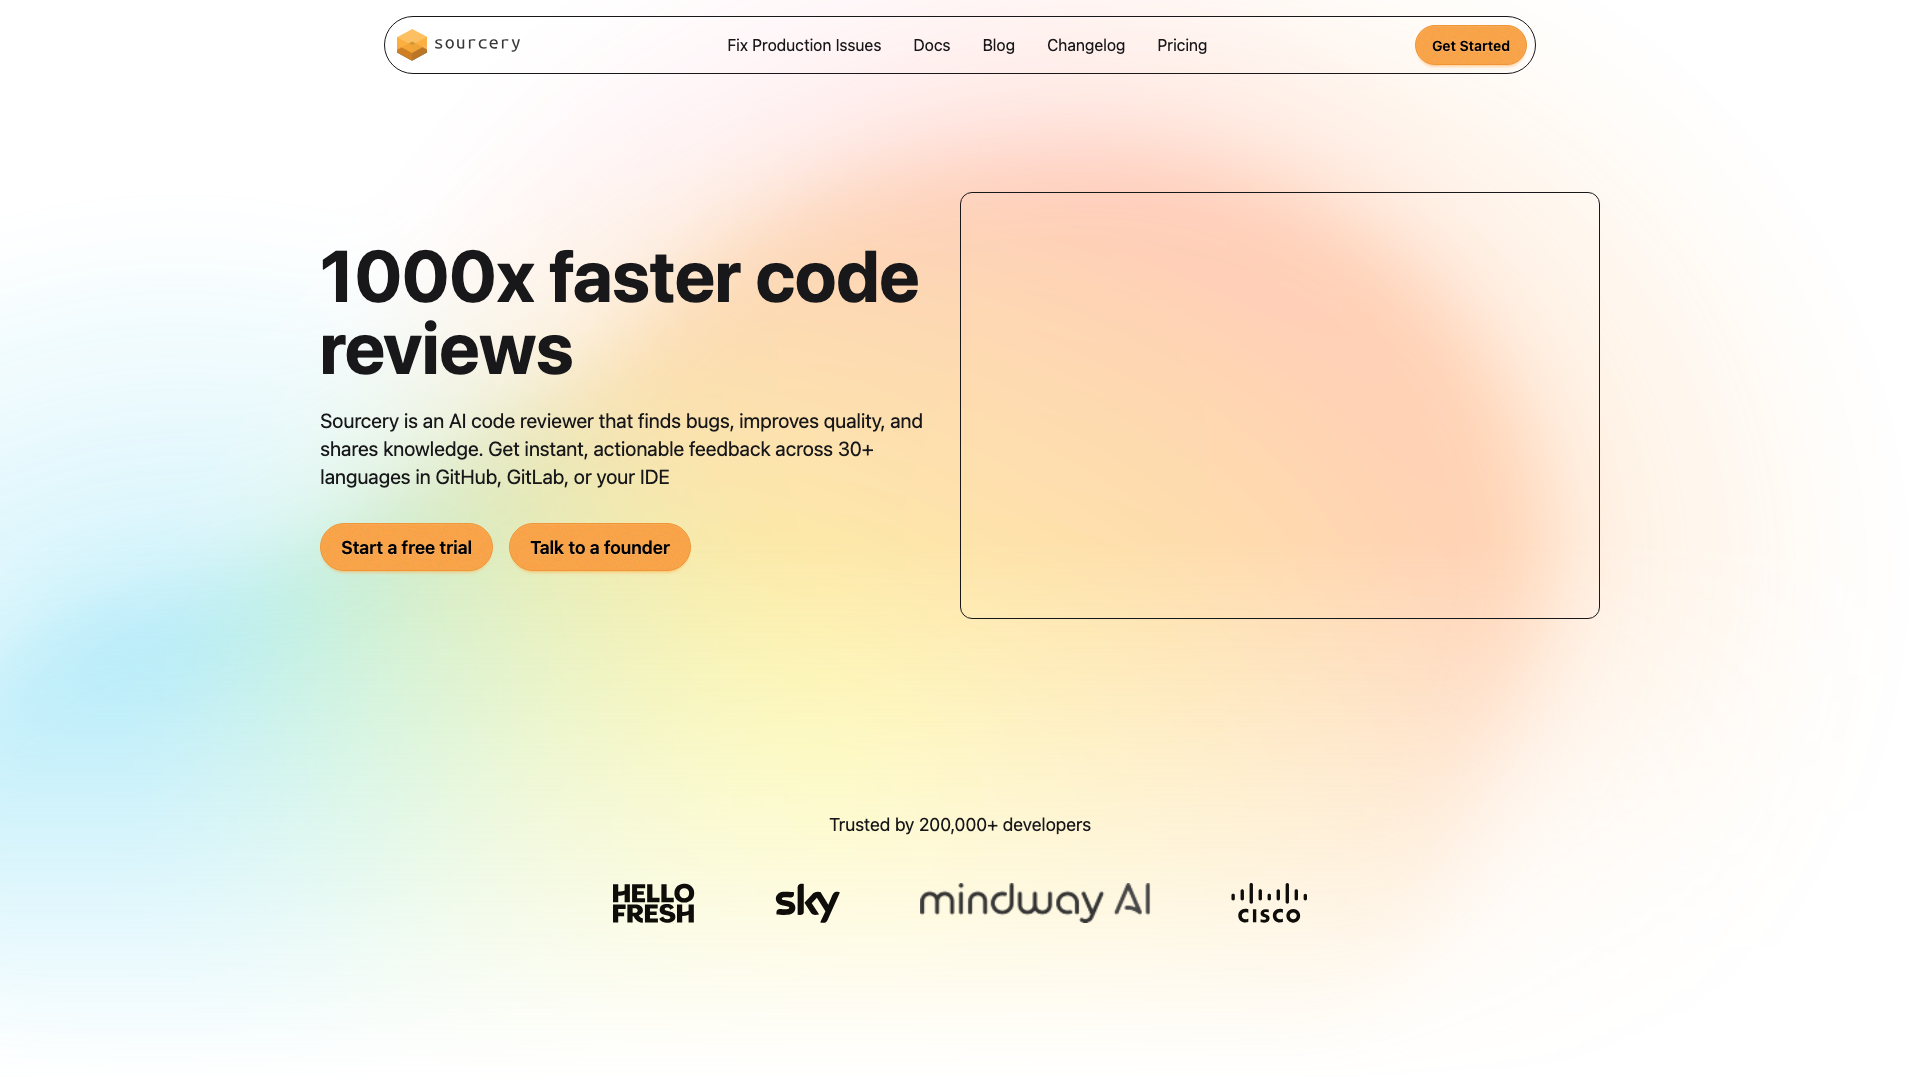 sourcery
Fix Production Issues
Docs
Blog
Changelog
Pricing
Get Started
1000x faster code
reviews
Sourcery is an AI code reviewer that finds bugs, improves quality, and
shares knowledge. Get instant, actionable feedback across 30+
languages in GitHub, GitLab, or your IDE
Start a free trial
Talk to a founder
Trusted by 200,000+ developers
HELLO
FRESH
sky
mindway AI
CISCO